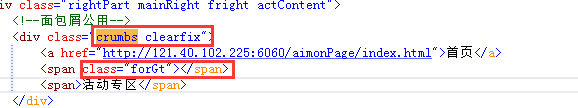 iv class="rightPart mainRight fright actContent">
<!--面包屑公用-->
<div class="crumbs clearfix">
<a href="http://121.40.102.225:6060/aimonPage/index.html">首页</a>
<span class="forGt"></span>
<span>活动专区</span>
</div>